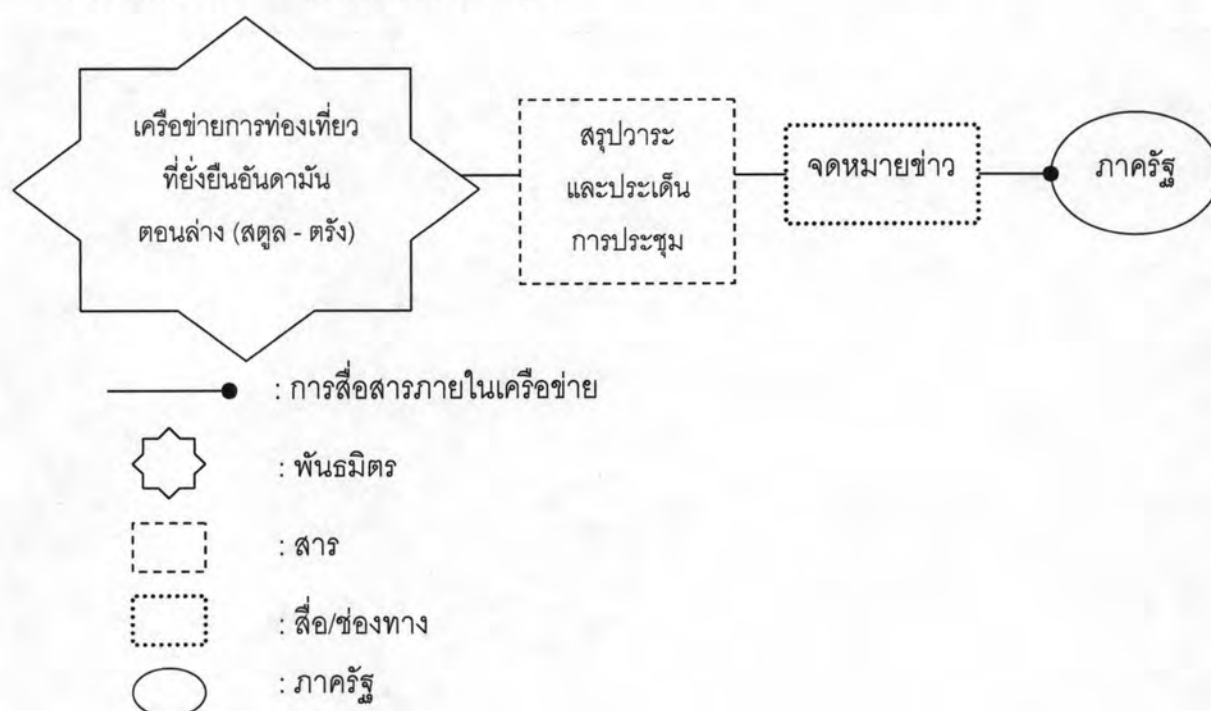 เครือข่ายการท่องเที่ยว
ที่ยั่งยืนอันดามัน
ตอนล่าง (สตูล - ตรัง)
สรุปวาระ
และประเด็น
การประชุม
จดหมายข่าว
ภาครัฐ
: การสื่อสารภายในเครือข่าย
: พันธมิตร
: สาร
: สื่อ/ช่องทาง
: ภาครัฐ